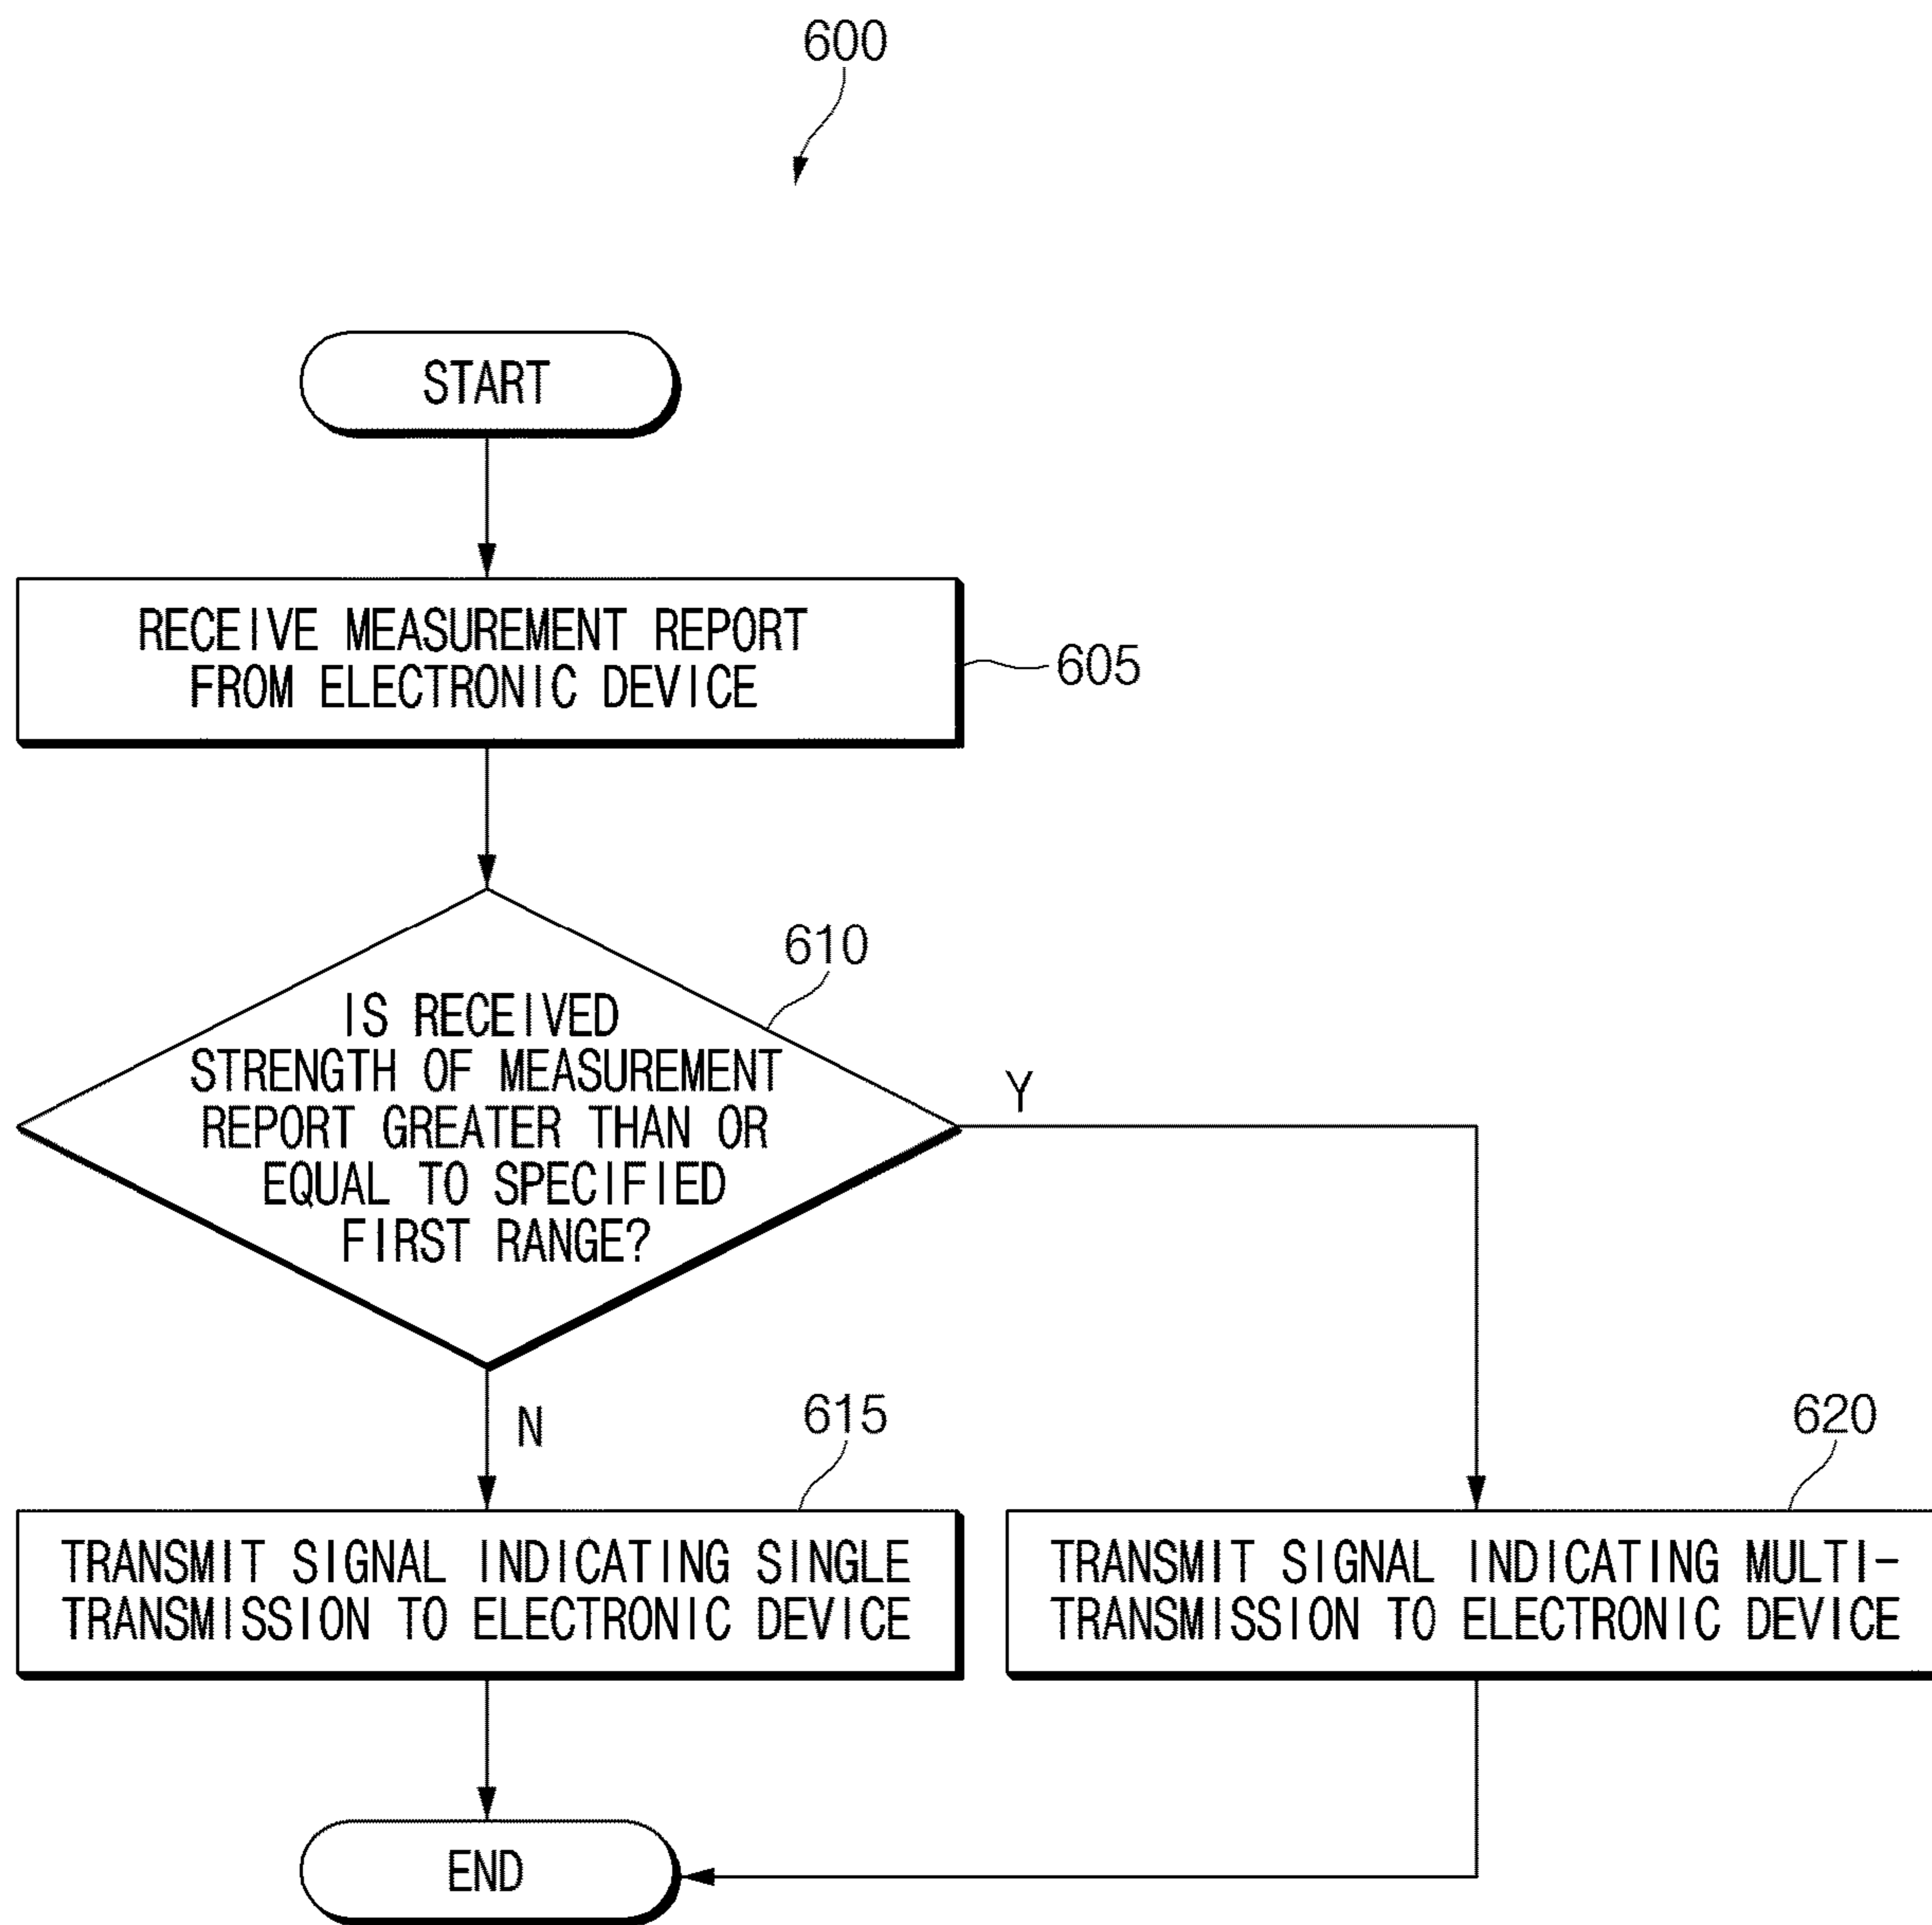 600
START
RECEIVE MEASUREMENT REPORT
FROM ELECTRONIC DEVICE
605
610
IS RECEIVED
STRENGTH OF MEASUREMENT
REPORT GREATER THAN OR
EQUAL TO SPECIFIED
FIRST RANGE?
Y
N
615
TRANSMIT SIGNAL INDICATING SINGLE
TRANSMISSION TO ELECTRONIC DEVICE
620
TRANSMIT SIGNAL INDICATING MULTI-
TRANSMISSION TO ELECTRONIC DEVICE
END